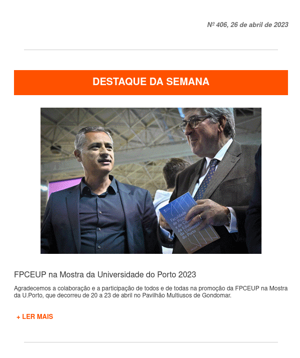 Nº 406, 26 de abril de 2023
DESTAQUE DA SEMANA
FPCEUP na Mostra da Universidade do Porto 2023
Agradecemos a colaboração e a participação de todos e de todas na promoção da FPCEUP na Mostra
da U.Porto, que decorreu de 20 a 23 de abril no Pavilhão Multiusos de Gondomar.
+ LER MAIS